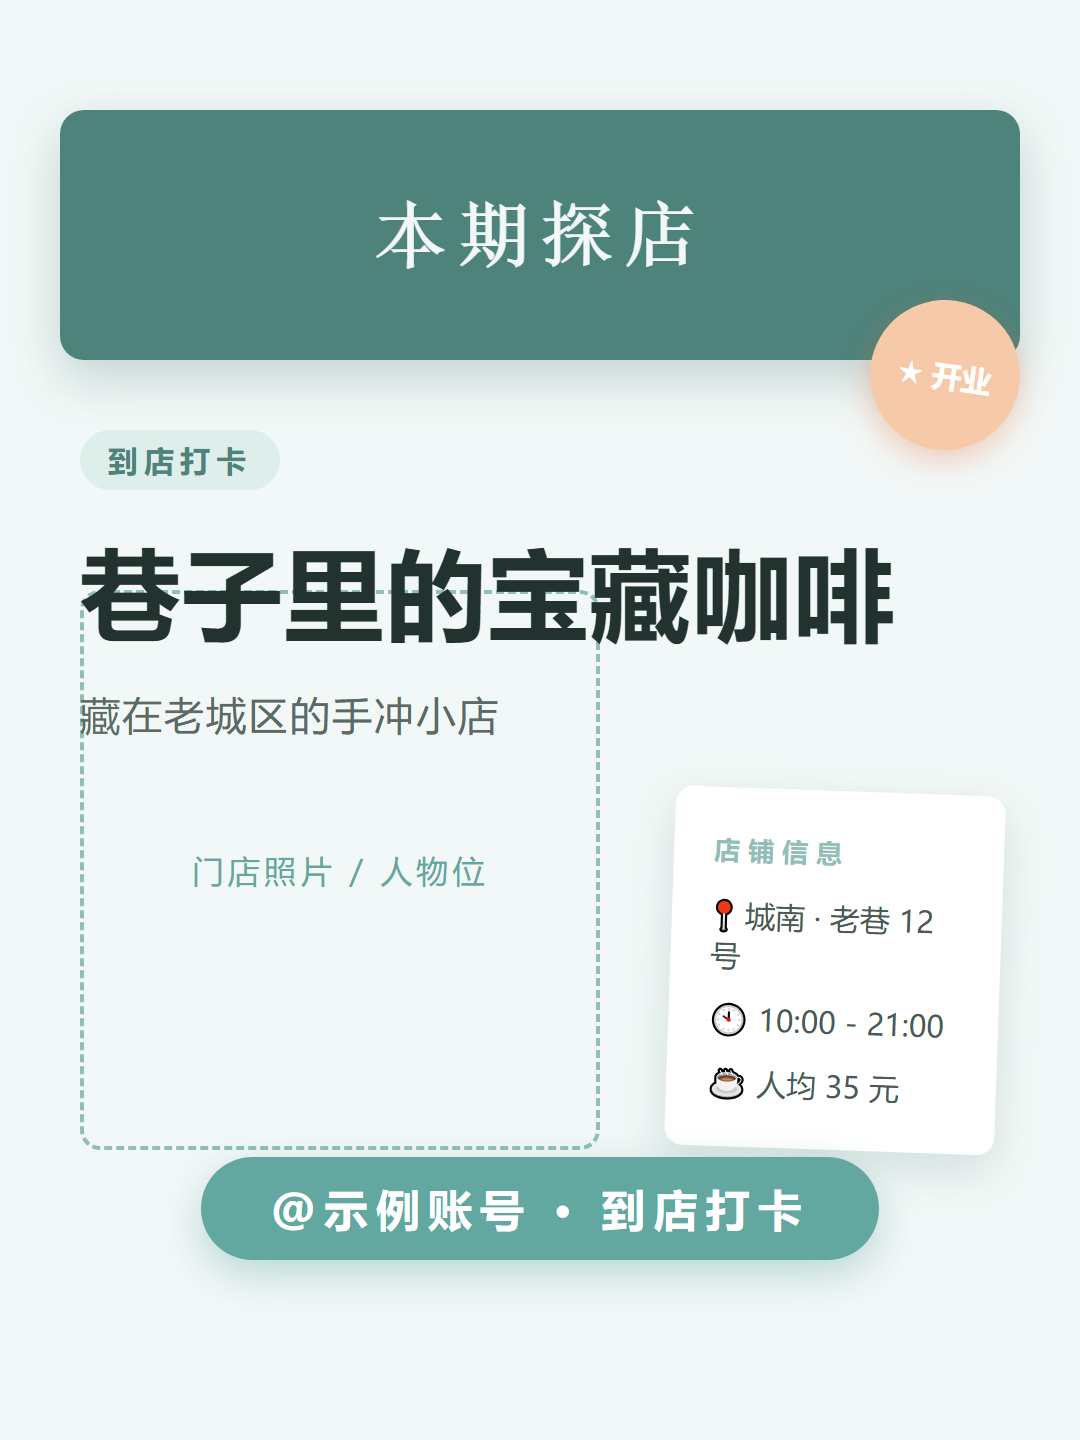 本期探店
★ 开业
到店打卡
巷子里的宝藏咖啡
藏在老城区的手冲小店
门店照片 / 人物位
店铺信息
📍 城南 · 老巷 12
号
🕙 10:00 - 21:00
☕ 人均 35 元
@示例账号 · 到店打卡